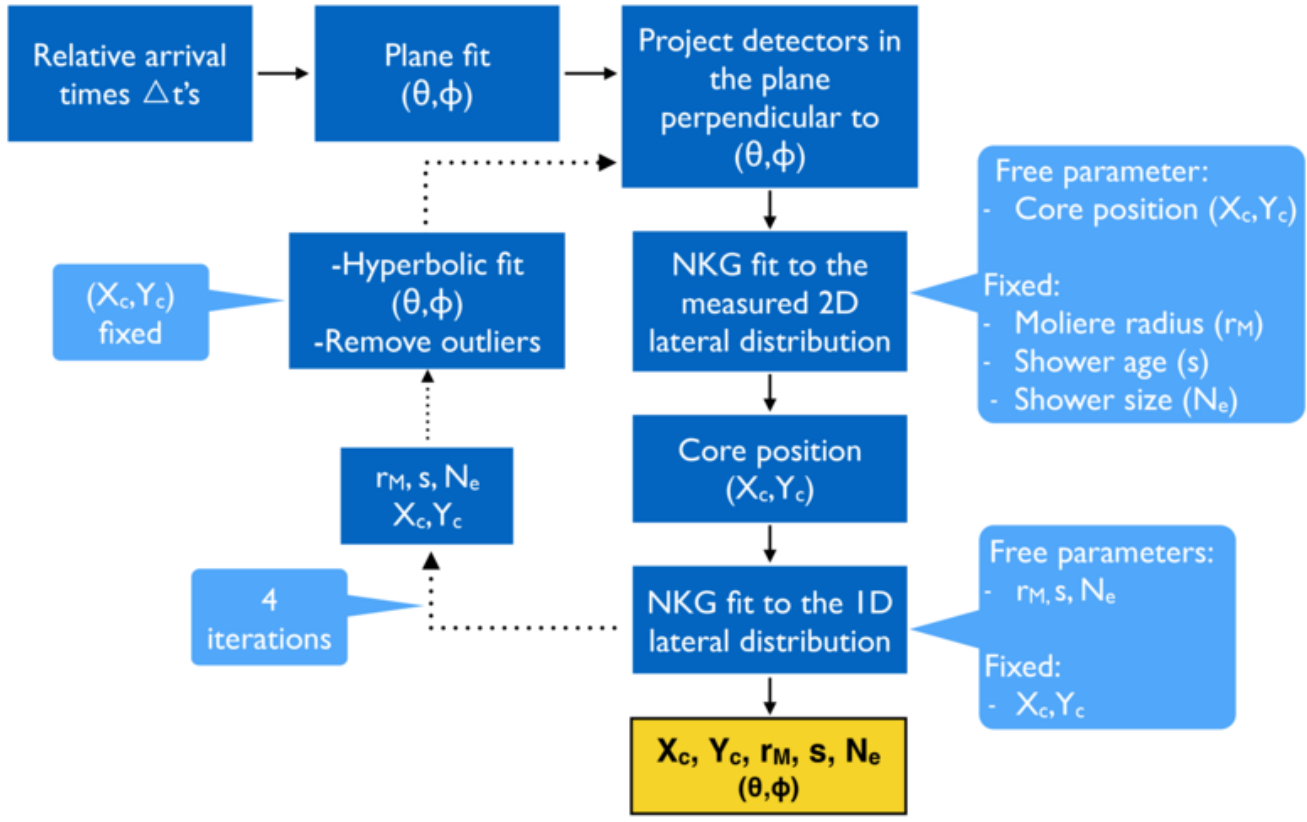 Relative arrival
times △t's
Plane fit
(θ,ϕ)
Project detectors in
the plane
perpendicular to
(θ,ϕ)
Free parameter:
- Core position (Xc,Yc)
Fixed:
- Moliere radius (rM)
- Shower age (s)
- Shower size (Ne)
NKG fit to the
measured 2D
lateral distribution
-Hyperbolic fit
(θ,ϕ)
-Remove outliers
(Xc,Yc)
fixed
Core position
(Xc,Yc)
rM, s, Ne
Xc,Yc
4
iterations
NKG fit to the 1D
lateral distribution
Free parameters:
- rM, s, Ne
Fixed:
- Xc,Yc
Xc, Yc, rM, s, Ne
(θ,ϕ)